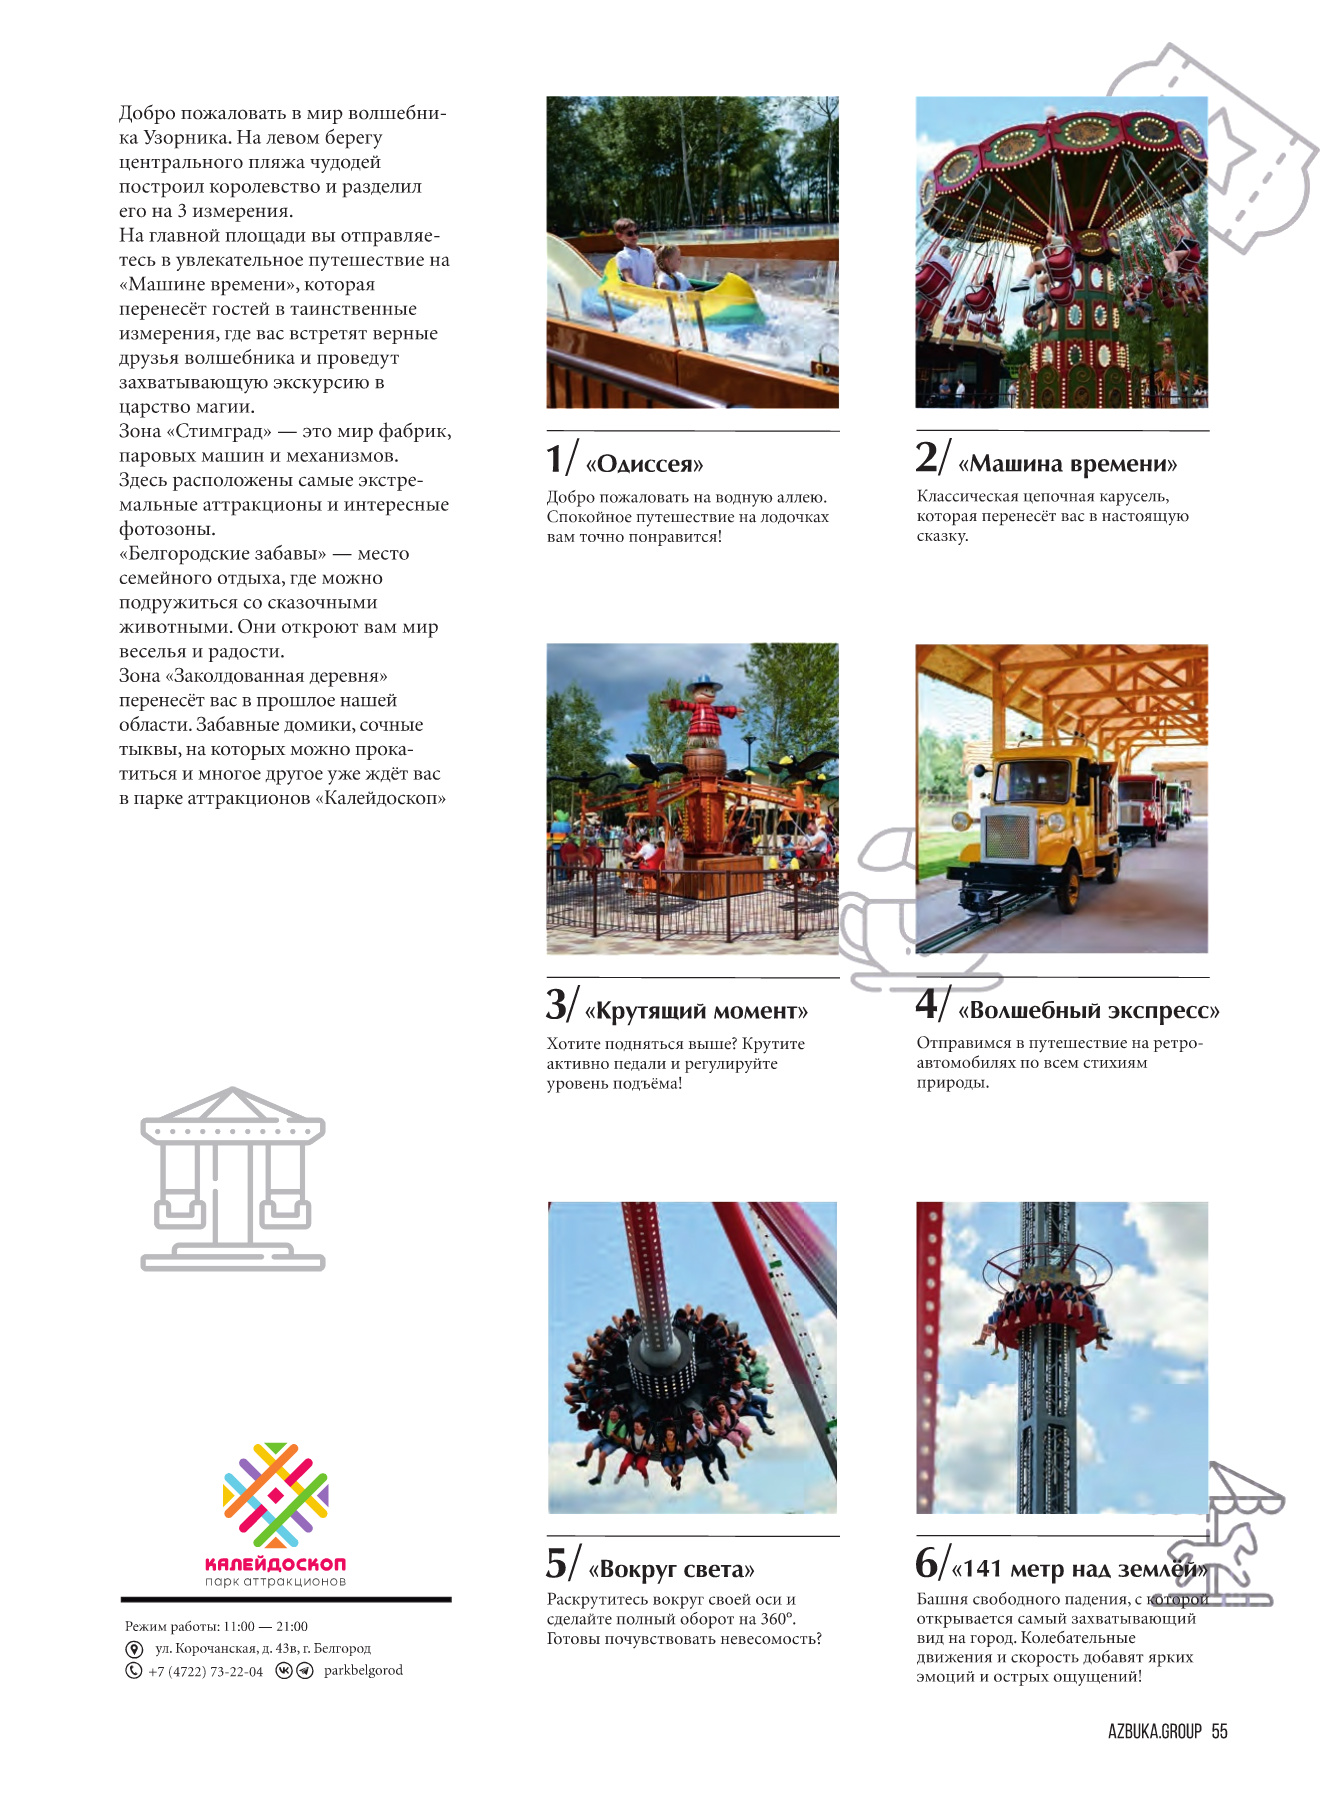 Добро пожаловать в мир волшебни-
ка Узорника. На левом берегу
центрального пляжа чудодей
построил королевство и разделил
его на 3 измерения.
На главной площади вы отправляе-
тесь в увлекательное путешествие на
«Машине времени», которая
перенесёт гостей в таинственные
измерения, где вас встретят верные
друзья волшебника и проведут
захватывающую экскурсию в
царство магии.
Зона «Стимград» — это мир фабрик,
паровых машин и механизмов.
Здесь расположены самые экстре-
мальные аттракционы и интересные
фотозоны.
«Белгородские забавы» — место
семейного отдыха, где можно
подружиться со сказочными
животными. Они откроют вам мир
веселья и радости.
Зона «Заколдованная деревня»
перенесёт вас в прошлое нашей
области. Забавные домики, сочные
тыквы, на которых можно прока-
титься и многое другое уже ждёт вас
в парке аттракционов «Калейдоскоп»
КАЛЕЙДОСКОП
парк аттракционов
Режим работы: 11:00 — 21:00
ул. Корочанская, д. 43в, г. Белгород
+7 (4722) 73-22-04 parkbelgorod
1/ «Одиссея»
Добро пожаловать на водную аллею.
Спокойное путешествие на лодочках
вам точно понравится!
2/ «Машина времени»
Классическая цепочная карусель,
которая перенесёт вас в настоящую
сказку.
3/ «Крутящий момент»
Хотите подняться выше? Крутите
активно педали и регулируйте
уровень подъёма!
4/ «Волшебный экспресс»
Отправимся в путешествие на ретро-
автомобилях по всем стихиям
природы.
5/ «Вокруг света»
Раскрутитесь вокруг своей оси и
сделайте полный оборот на 360°.
Готовы почувствовать невесомость?
6/ «141 метр над землёй»
Башня свободного падения, с которой
открывается самый захватывающий
вид на город. Колебательные
движения и скорость добавят ярких
эмоций и острых ощущений!
AZBUKA.GROUP 55